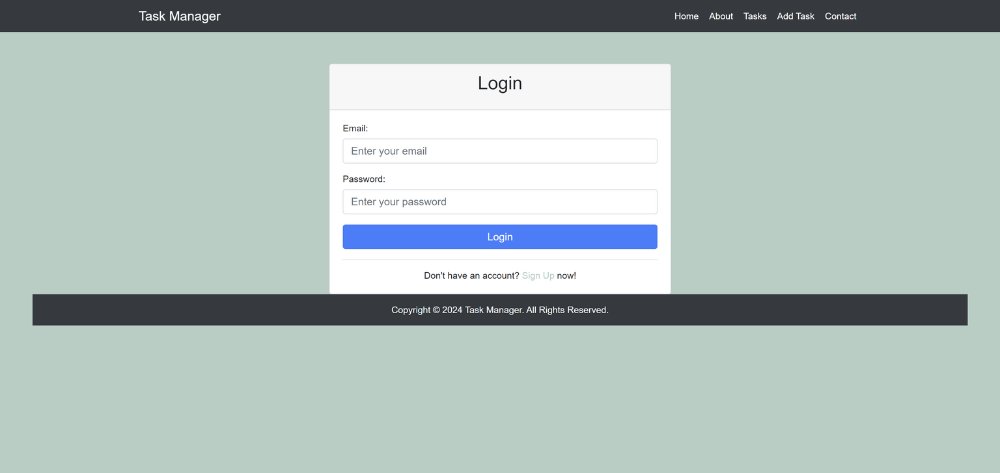 Task Manager Home About Tasks Add Task Contact
Login
Email:
Enter your email
Password:
Enter your password
Login
Don't have an account? Sign Up now!
Copyright © 2024 Task Manager. All Rights Reserved.